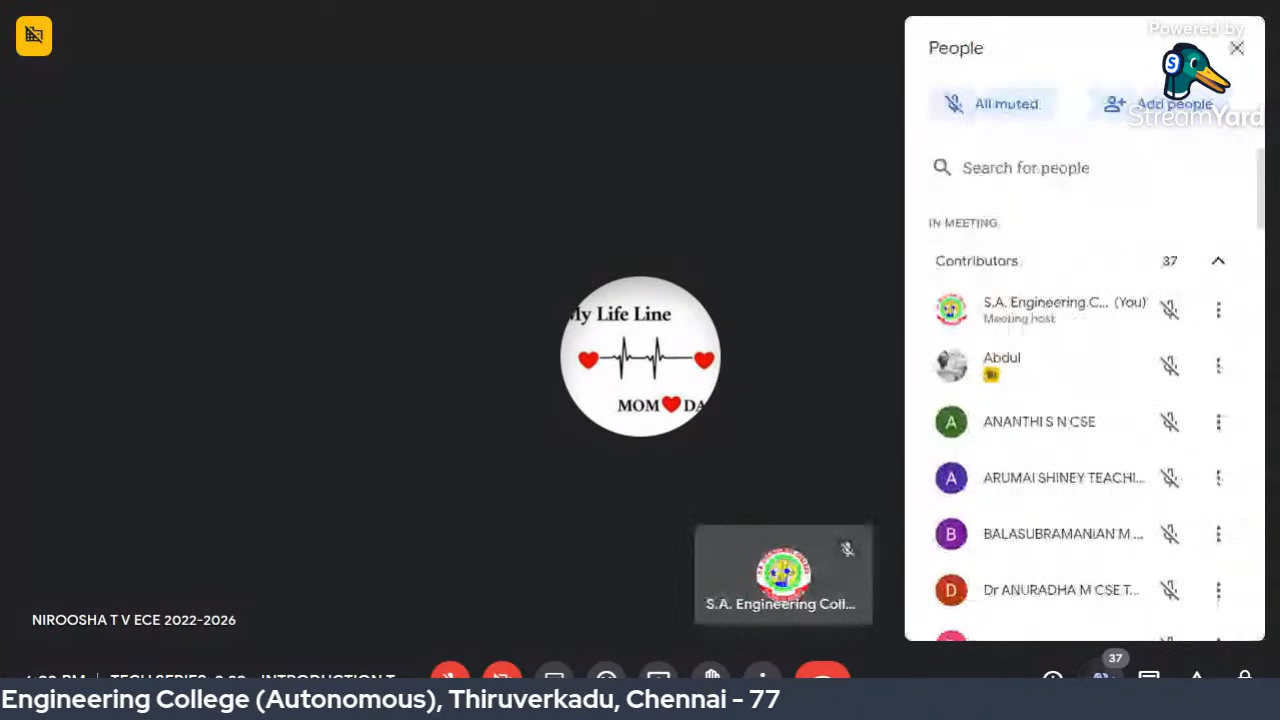 Powered by
StreamYard
People
All muted
Add people
Search for people
IN MEETING
Contributors 37
S.A. Engineering C... (You)
Meeting host
Abdul
ANANTHI S N CSE
ARUMAI SHINEY TEACHI...
BALASUBRAMANIAN M ...
Dr ANURADHA M CSE T...
My Life Line
MOM DA
S.A. Engineering Coll...
NIROOSHA T V ECE 2022-2026
37
Engineering College (Autonomous), Thiruverkadu, Chennai - 77